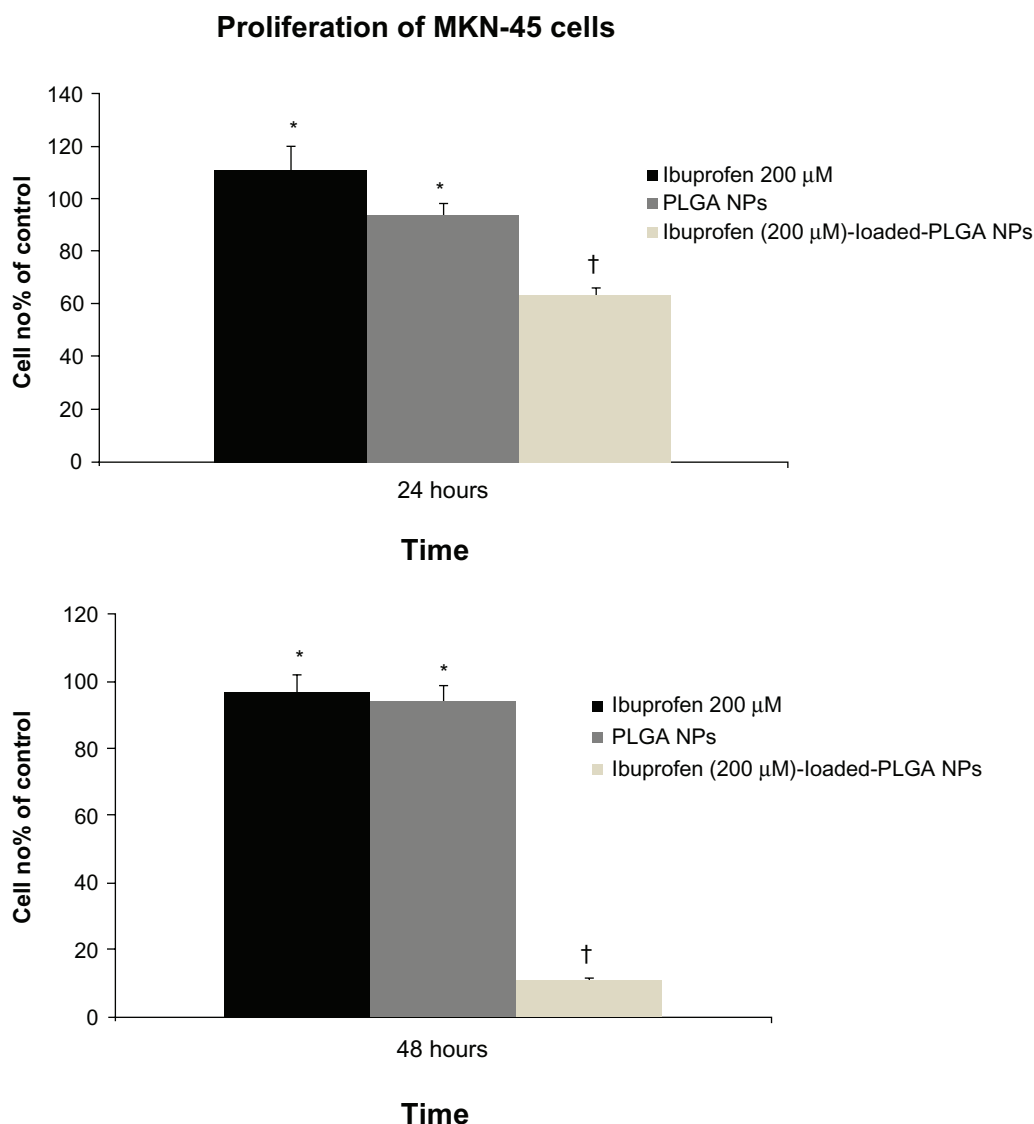 Proliferation of MKN-45 cells
140
120
100
80
60
40
20
0
Cell no% of control
*
*
†
Ibuprofen 200 μM
PLGA NPs
Ibuprofen (200 μM)-loaded-PLGA NPs
24 hours
Time
120
100
80
60
40
20
0
Cell no% of control
*
*
†
Ibuprofen 200 μM
PLGA NPs
Ibuprofen (200 μM)-loaded-PLGA NPs
48 hours
Time